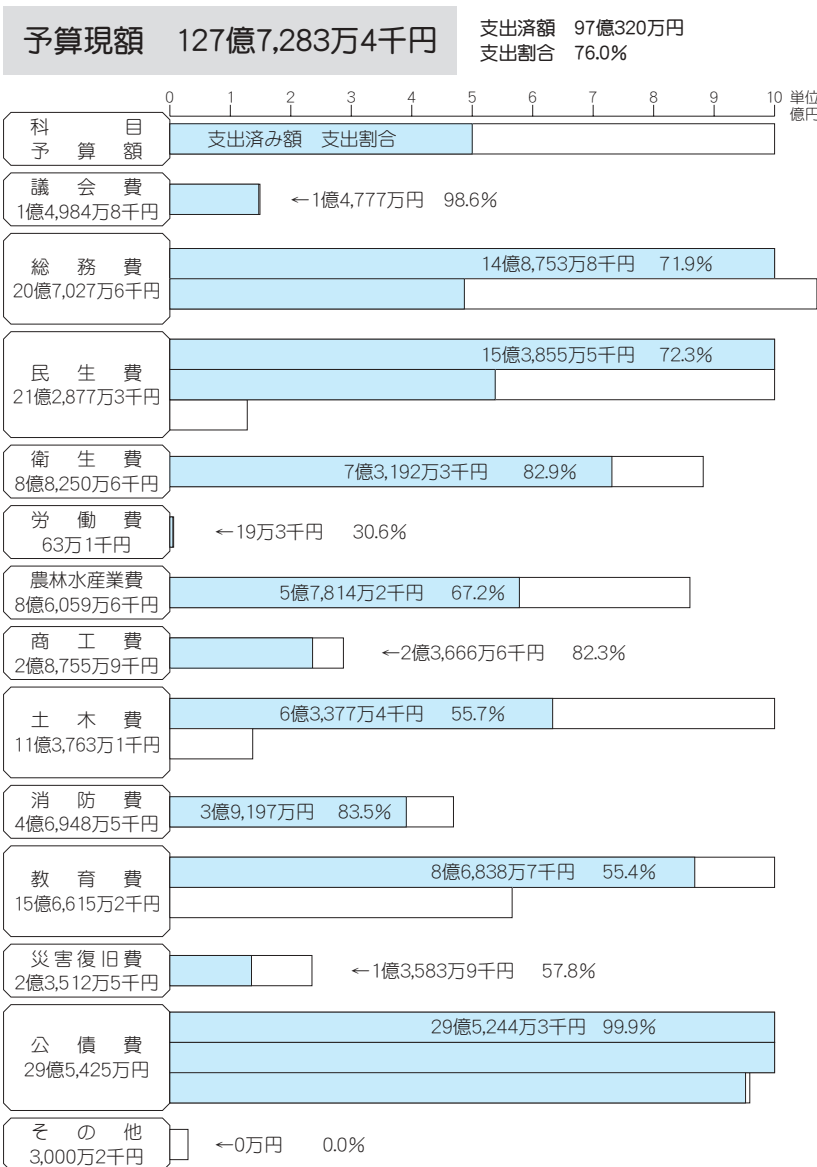 予算現額 127億7,283万4千円
支出済額 97億320万円
支出割合 76.0%
0 1 2 3 4 5 6 7 8 9 10 単位
億円
科目
予算額
支出済み額 支出割合
議会費
1億4,984万8千円
←1億4,777万円 98.6%
総務費
20億7,027万6千円
14億8,753万8千円 71.9%
民生費
21億2,877万3千円
15億3,855万5千円 72.3%
衛生費
8億8,250万6千円
7億3,192万3千円 82.9%
労働費
63万1千円
←19万3千円 30.6%
農林水産業費
8億6,059万6千円
5億7,814万2千円 67.2%
商工費
2億8,755万9千円
←2億3,666万6千円 82.3%
土木費
11億3,763万1千円
6億3,377万4千円 55.7%
消防費
4億6,948万5千円
3億9,197万円 83.5%
教育費
15億6,615万2千円
8億6,838万7千円 55.4%
災害復旧費
2億3,512万5千円
←1億3,583万9千円 57.8%
公債費
29億5,425万円
29億5,244万3千円 99.9%
その他
3,000万2千円
←0万円 0.0%